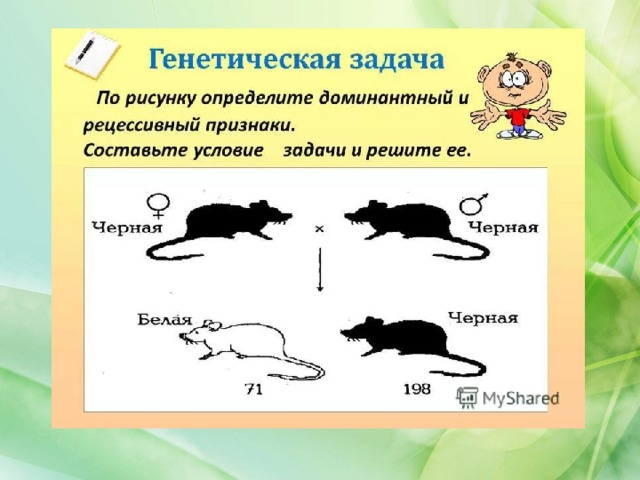 Генетическая задача
По рисунку определите доминантный и
рецессивный признаки.
Составьте условие задачи и решите ее.
♀ ♂
Черная x Черная
Белая Черная
71 198
MyShared